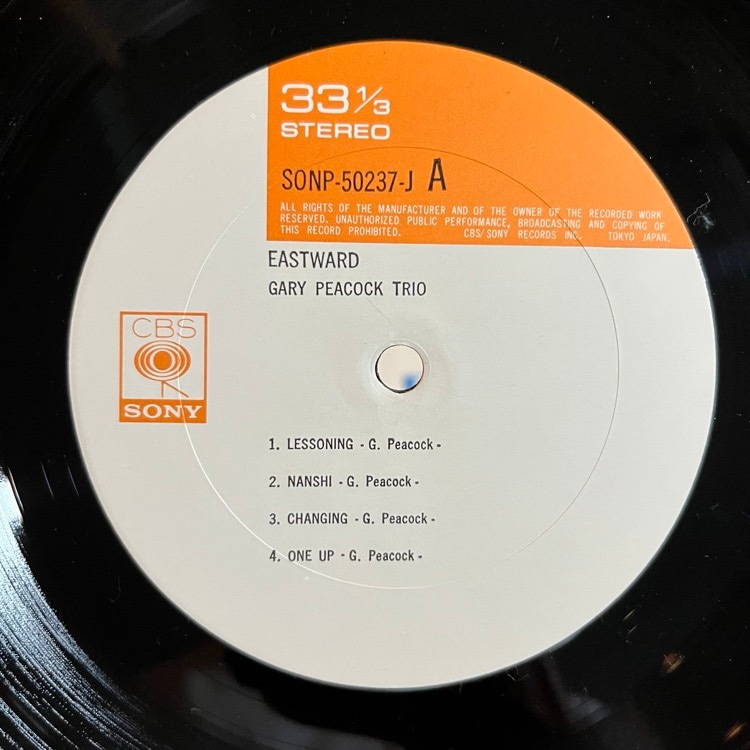 33 1/3
STEREO
SONP-50237-J A
ALL RIGHTS OF THE MANUFACTURER AND OF THE OWNER OF THE RECORDED WORK
RESERVED. UNAUTHORIZED PUBLIC PERFORMANCE, BROADCASTING AND COPYING OF
THIS RECORD PROHIBITED. CBS/SONY RECORDS INC. TOKYO JAPAN.
EASTWARD
GARY PEACOCK TRIO
CBS
SONY
1. LESSONING - G. Peacock -
2. NANSHI - G. Peacock -
3. CHANGING - G. Peacock -
4. ONE UP - G. Peacock -